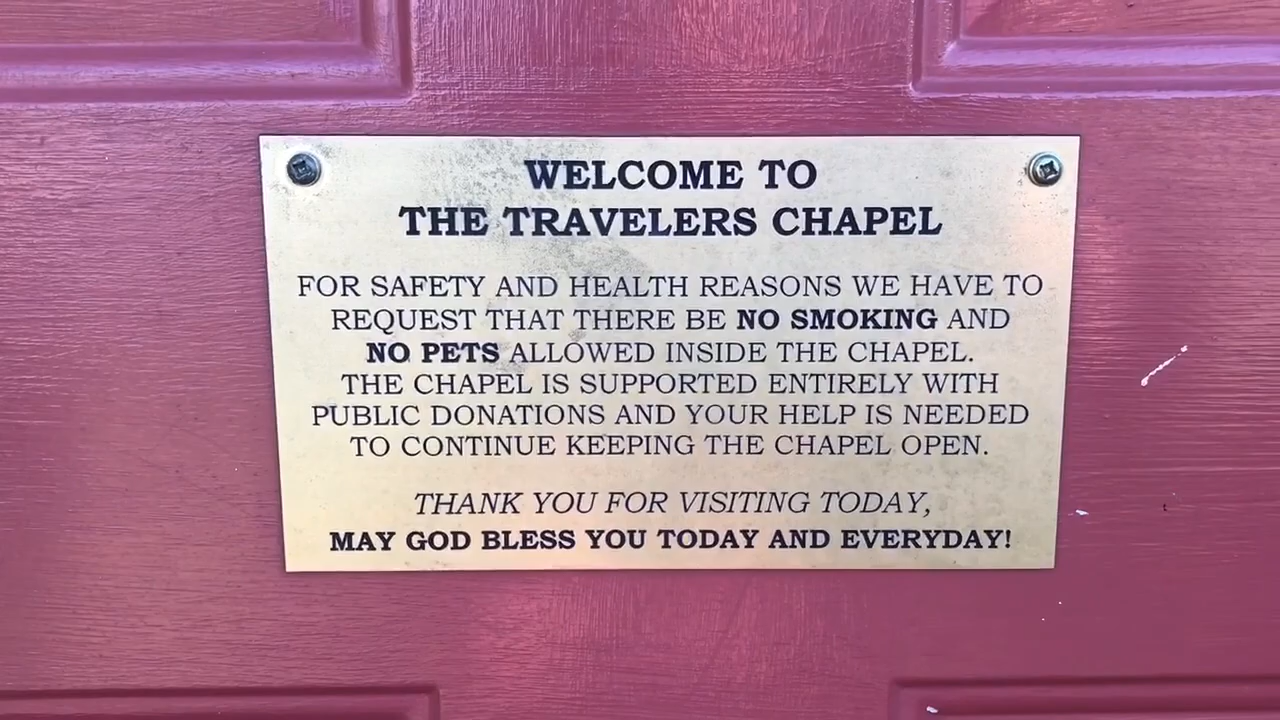 WELCOME TO
THE TRAVELERS CHAPEL
FOR SAFETY AND HEALTH REASONS WE HAVE TO
REQUEST THAT THERE BE NO SMOKING AND
NO PETS ALLOWED INSIDE THE CHAPEL.
THE CHAPEL IS SUPPORTED ENTIRELY WITH
PUBLIC DONATIONS AND YOUR HELP IS NEEDED
TO CONTINUE KEEPING THE CHAPEL OPEN.
THANK YOU FOR VISITING TODAY,
MAY GOD BLESS YOU TODAY AND EVERYDAY!